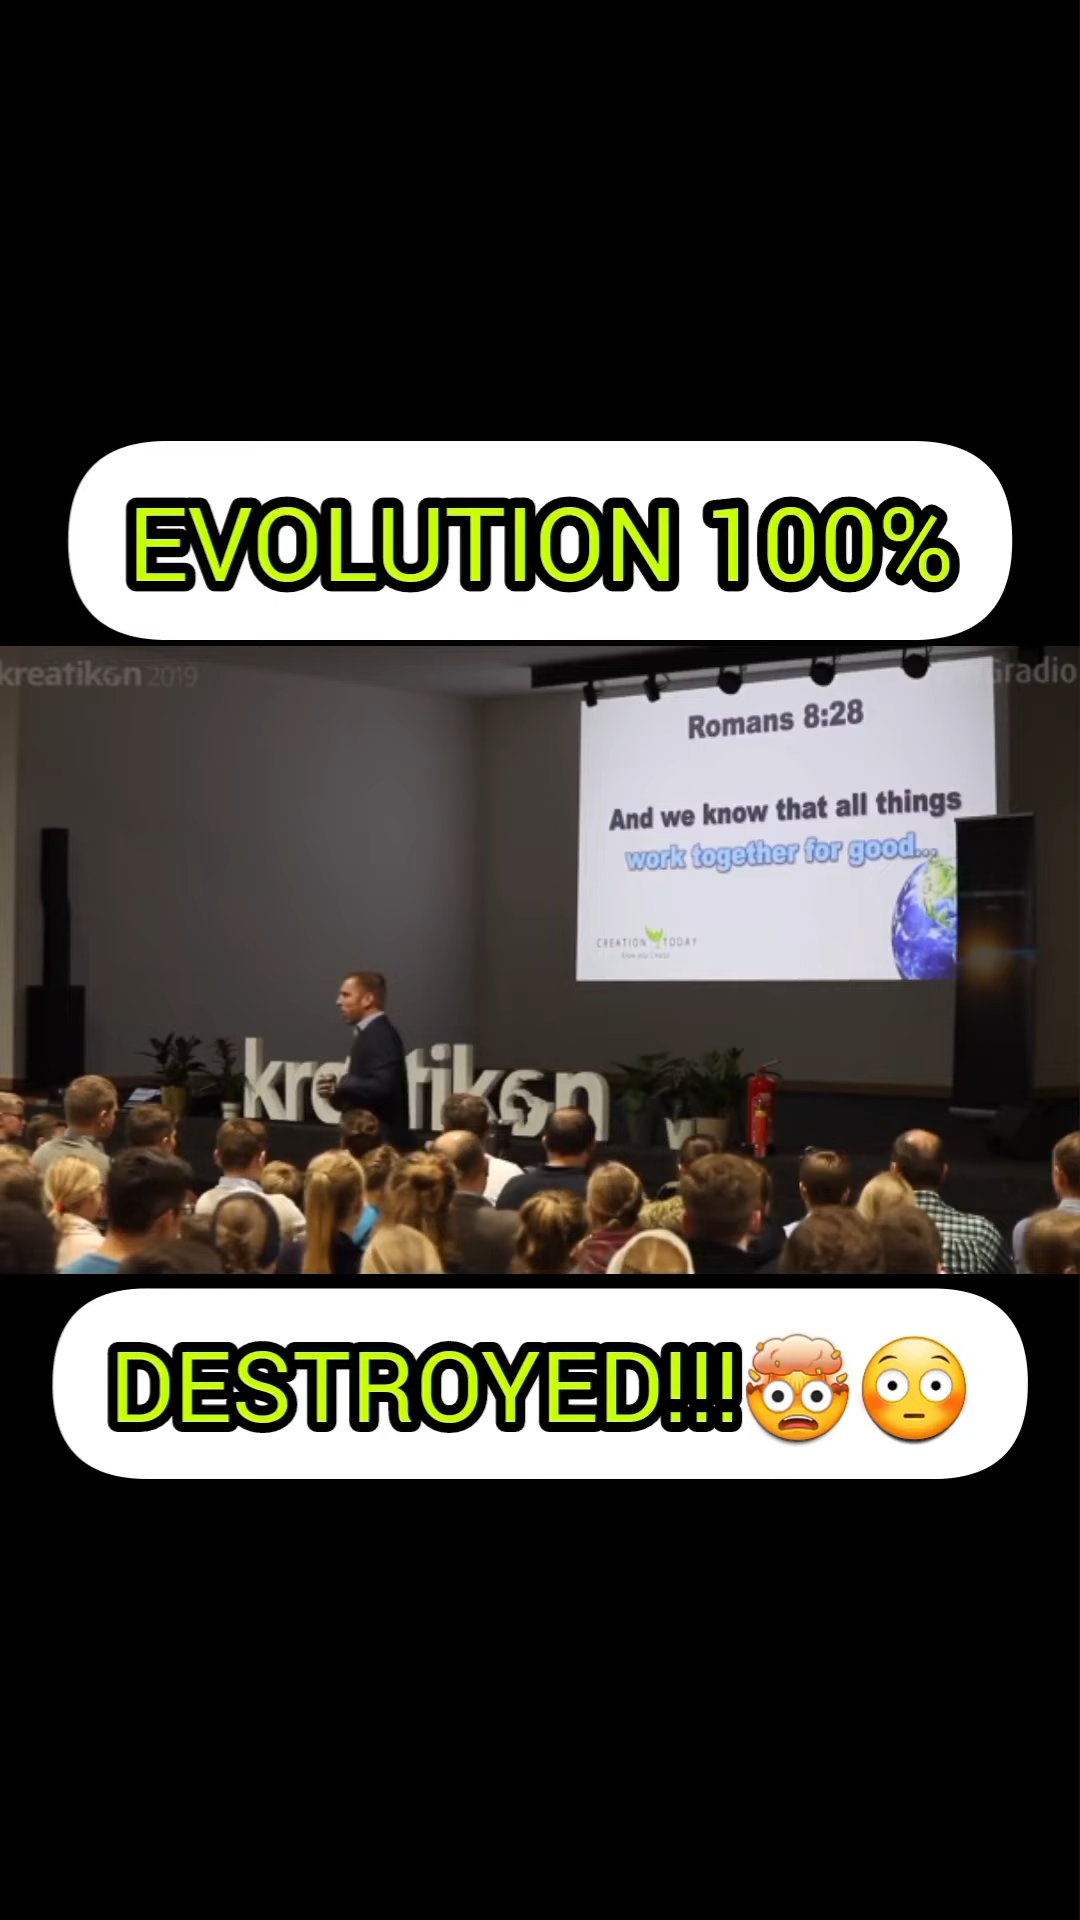 EVOLUTION 100%
kreatikon 2019
Gradio
Romans 8:28
And we know that all things
work together for good...
CREATION TODAY
kreatikon
DESTROYED!!!🤯😳